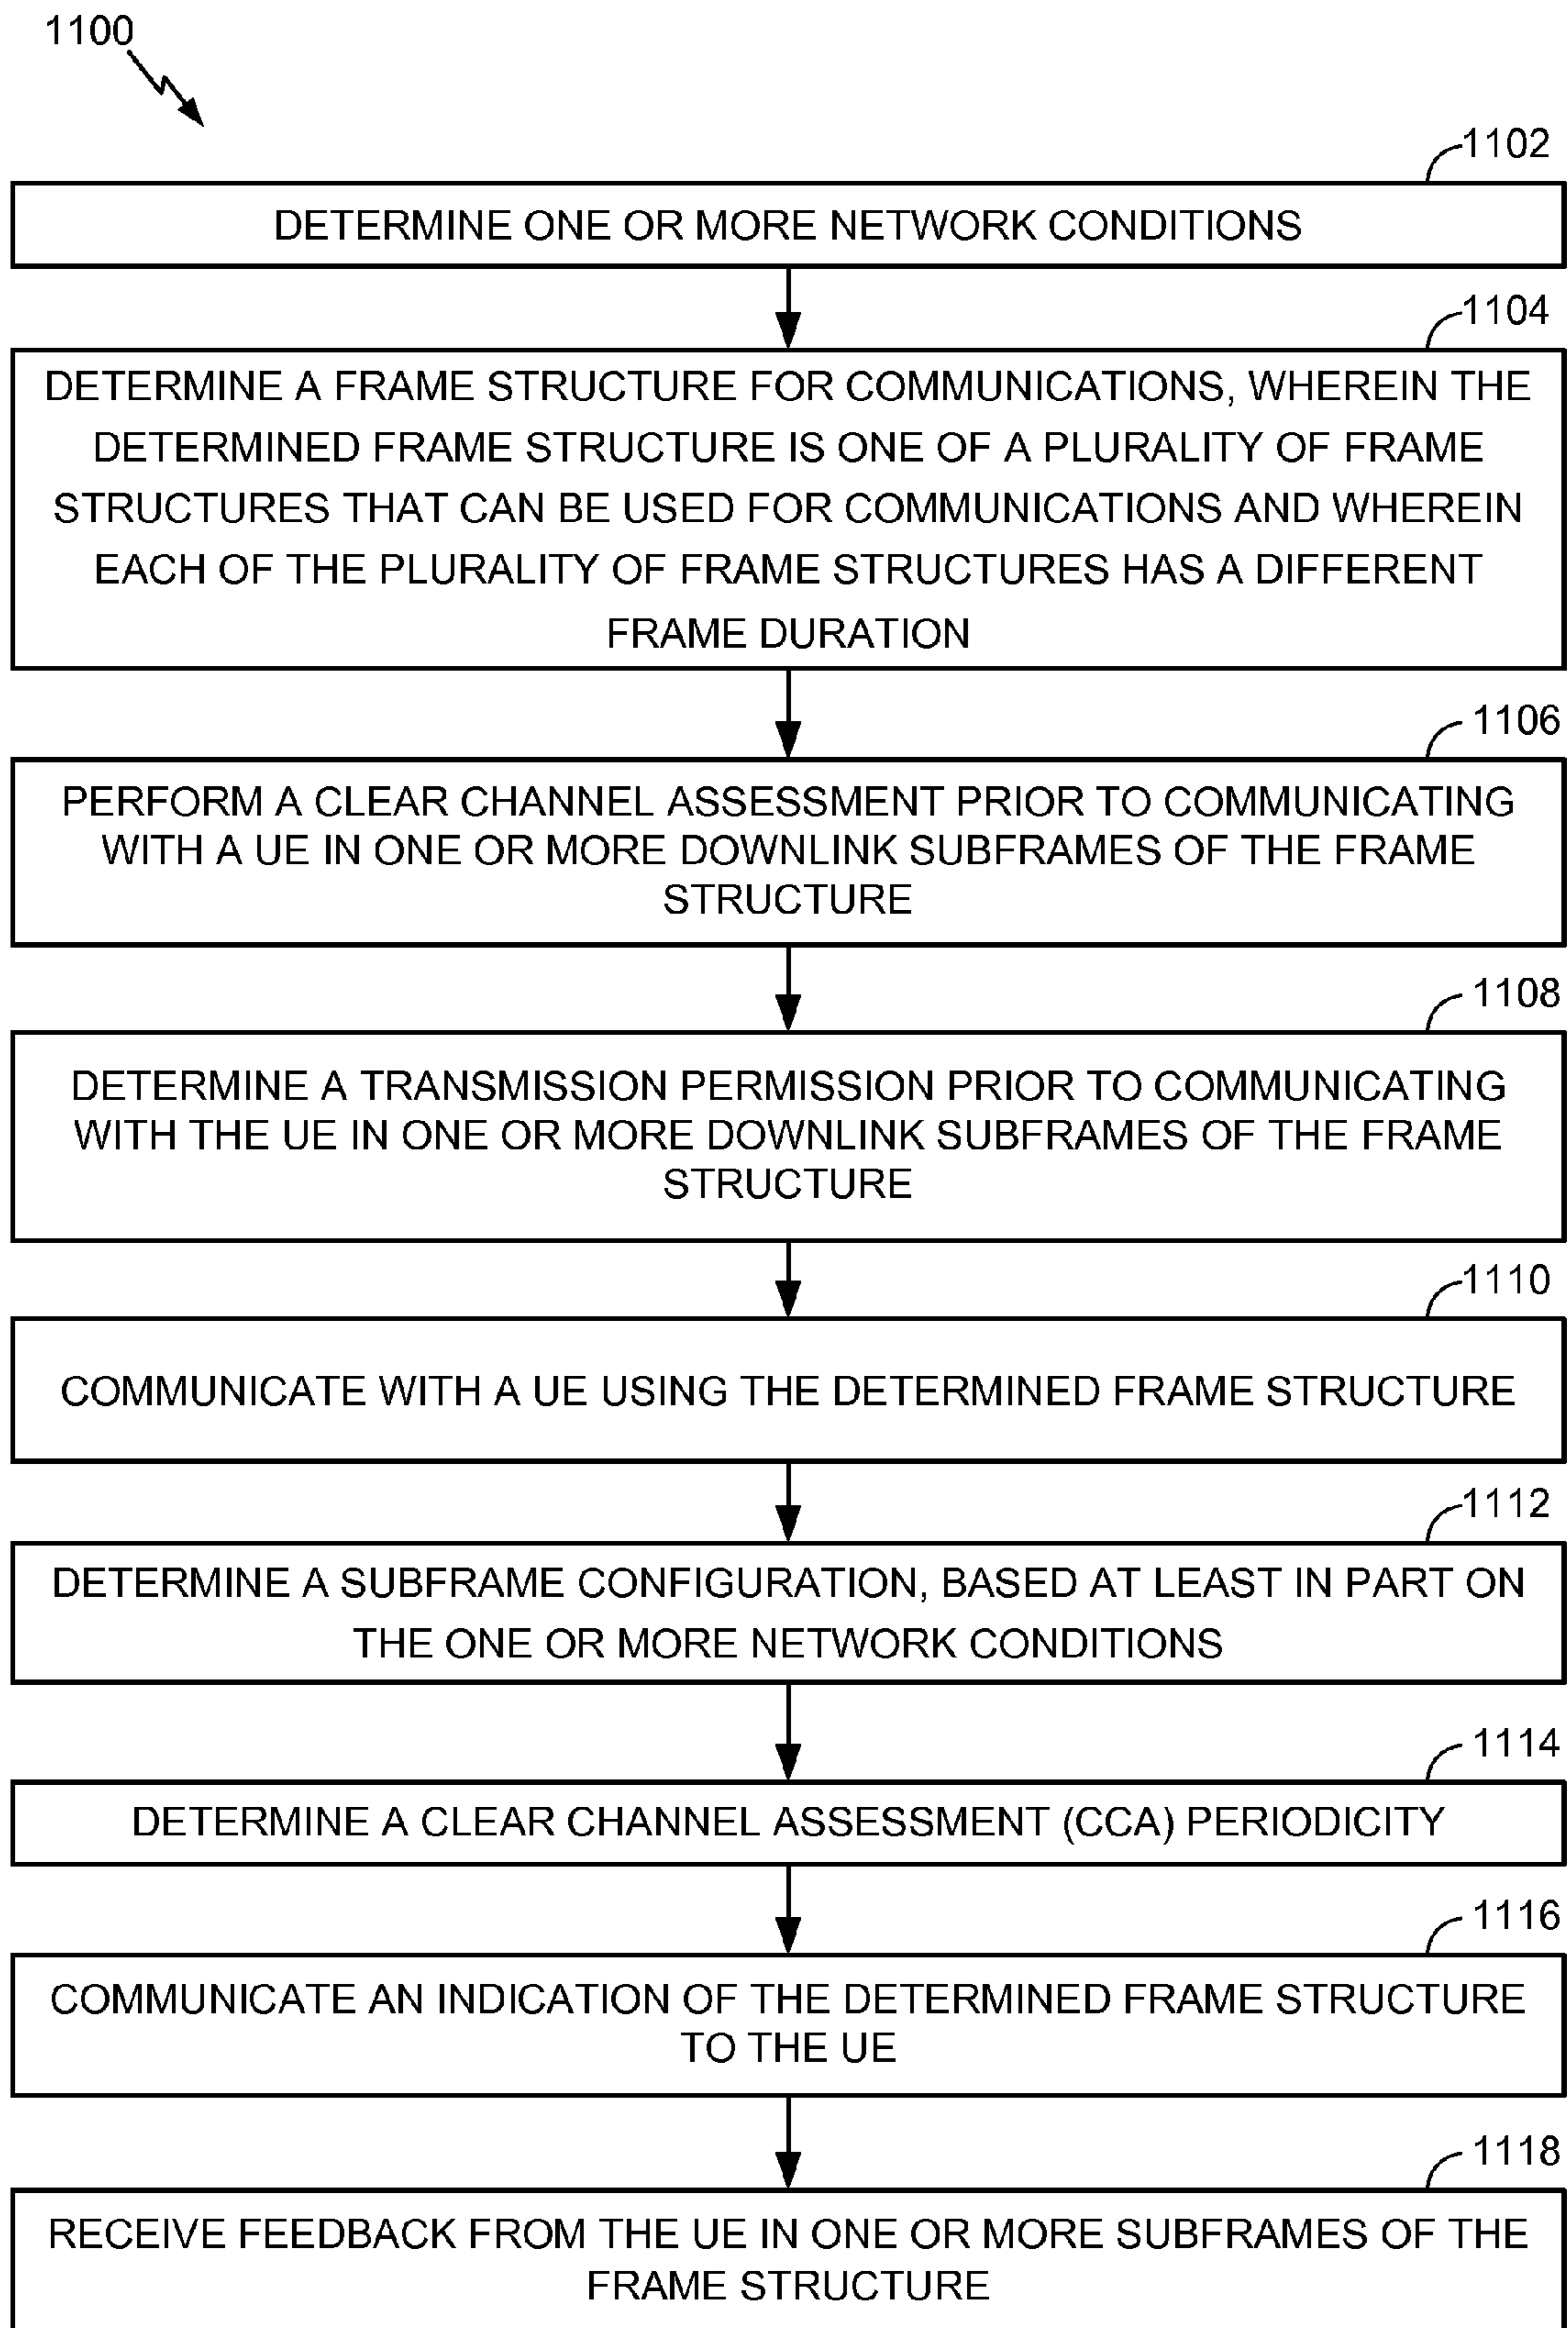 1100
1102
DETERMINE ONE OR MORE NETWORK CONDITIONS
1104
DETERMINE A FRAME STRUCTURE FOR COMMUNICATIONS, WHEREIN THE
DETERMINED FRAME STRUCTURE IS ONE OF A PLURALITY OF FRAME
STRUCTURES THAT CAN BE USED FOR COMMUNICATIONS AND WHEREIN
EACH OF THE PLURALITY OF FRAME STRUCTURES HAS A DIFFERENT
FRAME DURATION
1106
PERFORM A CLEAR CHANNEL ASSESSMENT PRIOR TO COMMUNICATING
WITH A UE IN ONE OR MORE DOWNLINK SUBFRAMES OF THE FRAME
STRUCTURE
1108
DETERMINE A TRANSMISSION PERMISSION PRIOR TO COMMUNICATING
WITH THE UE IN ONE OR MORE DOWNLINK SUBFRAMES OF THE FRAME
STRUCTURE
1110
COMMUNICATE WITH A UE USING THE DETERMINED FRAME STRUCTURE
1112
DETERMINE A SUBFRAME CONFIGURATION, BASED AT LEAST IN PART ON
THE ONE OR MORE NETWORK CONDITIONS
1114
DETERMINE A CLEAR CHANNEL ASSESSMENT (CCA) PERIODICITY
1116
COMMUNICATE AN INDICATION OF THE DETERMINED FRAME STRUCTURE
TO THE UE
1118
RECEIVE FEEDBACK FROM THE UE IN ONE OR MORE SUBFRAMES OF THE
FRAME STRUCTURE